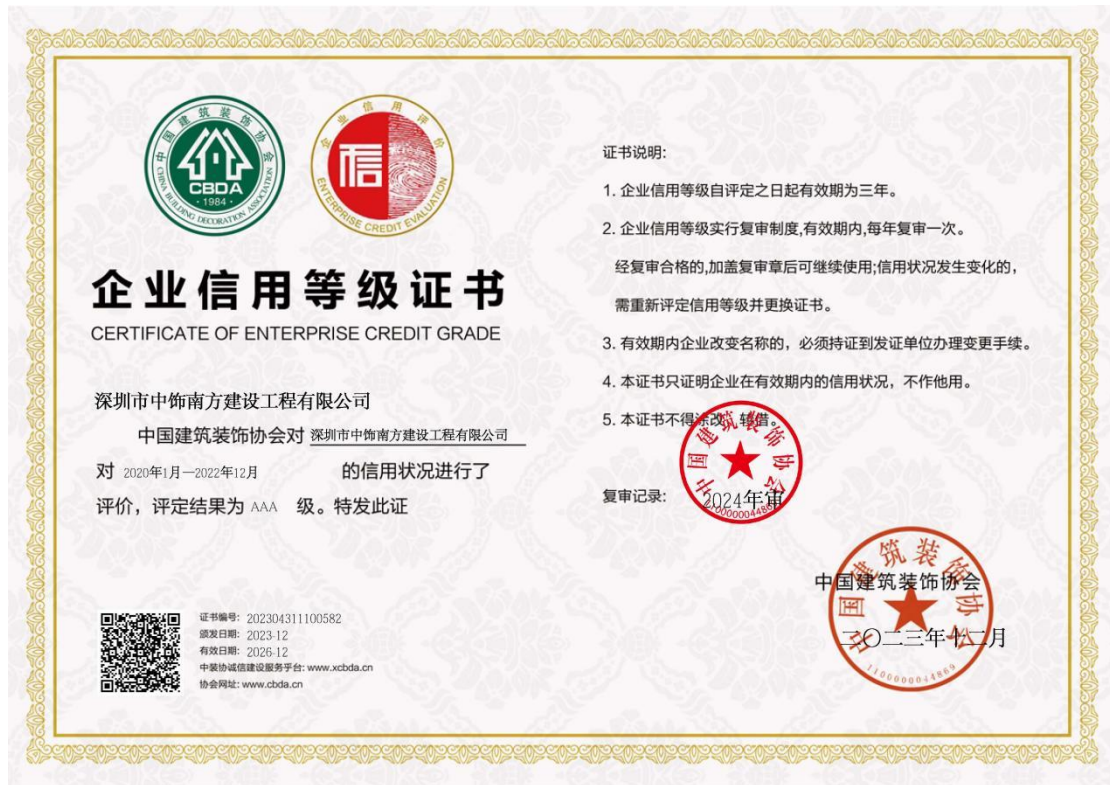 中国建筑装饰协会
CBDA
·1984·
CHINA BUILDING DECORATION ASSOCIATION
企业信用评价
信
ENTERPRISE CREDIT EVALUATION
企业信用等级证书
CERTIFICATE OF ENTERPRISE CREDIT GRADE
深圳市中饰南方建设工程有限公司
中国建筑装饰协会对 深圳市中饰南方建设工程有限公司
对 2020年1月—2022年12月 的信用状况进行了
评价，评定结果为 AAA 级。特发此证
证书编号: 202304311100582
颁发日期: 2023-12
有效日期: 2026-12
中装协诚信建设服务平台: www.xcbda.cn
协会网址: www.cbda.cn
证书说明:
1. 企业信用等级自评定之日起有效期为三年。
2. 企业信用等级实行复审制度,有效期内,每年复审一次。
经复审合格的,加盖复审章后可继续使用;信用状况发生变化的，
需重新评定信用等级并更换证书。
3. 有效期内企业改变名称的，必须持证到发证单位办理变更手续。
4. 本证书只证明企业在有效期内的信用状况，不作他用。
5. 本证书不得涂改、转借。
复审记录:
中国建筑装饰协会
2024年审
中国建筑装饰协会
二〇二三年十二月
中国建筑装饰协会
1100000044869